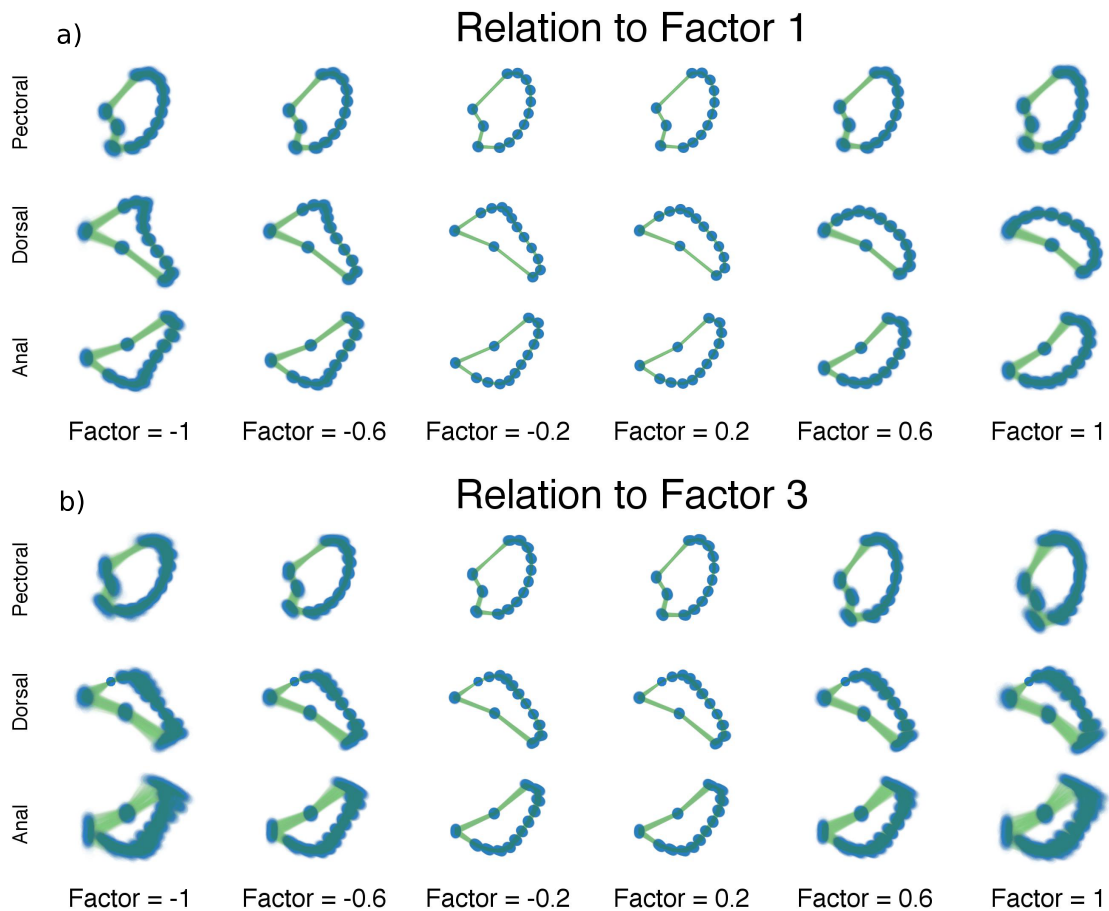 a)
Relation to Factor 1
Pectoral
Dorsal
Anal
Factor = -1 Factor = -0.6 Factor = -0.2 Factor = 0.2 Factor = 0.6 Factor = 1
b)
Relation to Factor 3
Pectoral
Dorsal
Anal
Factor = -1 Factor = -0.6 Factor = -0.2 Factor = 0.2 Factor = 0.6 Factor = 1